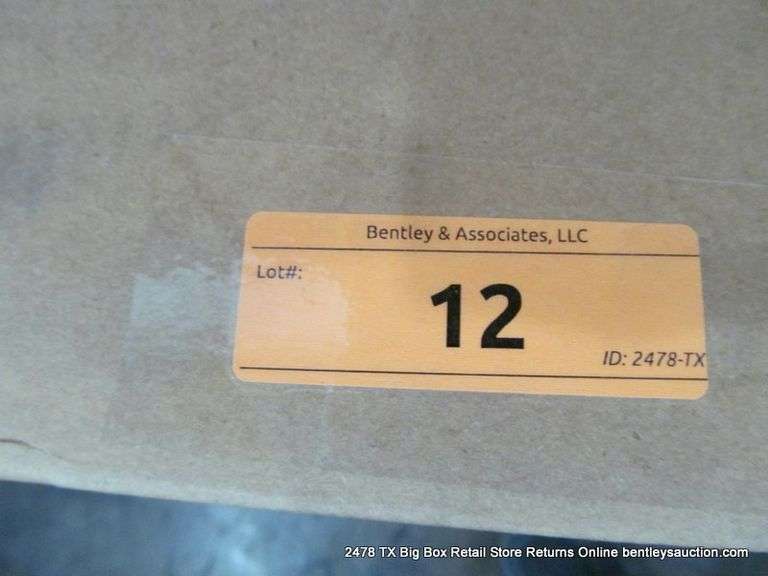 Bentley & Associates, LLC
Lot#:
12
ID: 2478-TX
2478 TX Big Box Retail Store Returns Online bentleysauction.com